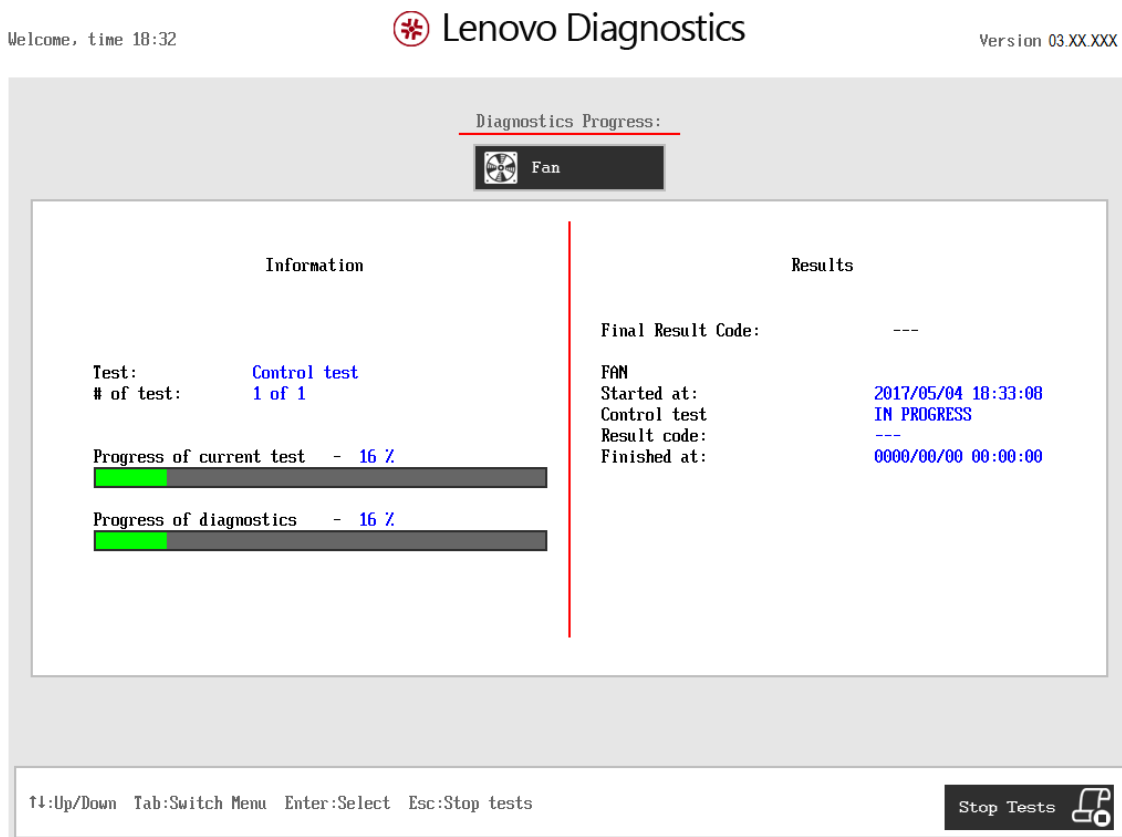 Welcome, time 18:32
Lenovo Diagnostics
Version 03.XX.XXX
Diagnostics Progress:
Fan
Information
Test: Control test
# of test: 1 of 1
Progress of current test - 16 %
Progress of diagnostics - 16 %
Results
Final Result Code: ---
FAN
Started at: 2017/05/04 18:33:08
Control test IN PROGRESS
Result code: ---
Finished at: 0000/00/00 00:00:00
↑↓:Up/Down Tab:Switch Menu Enter:Select Esc:Stop tests
Stop Tests